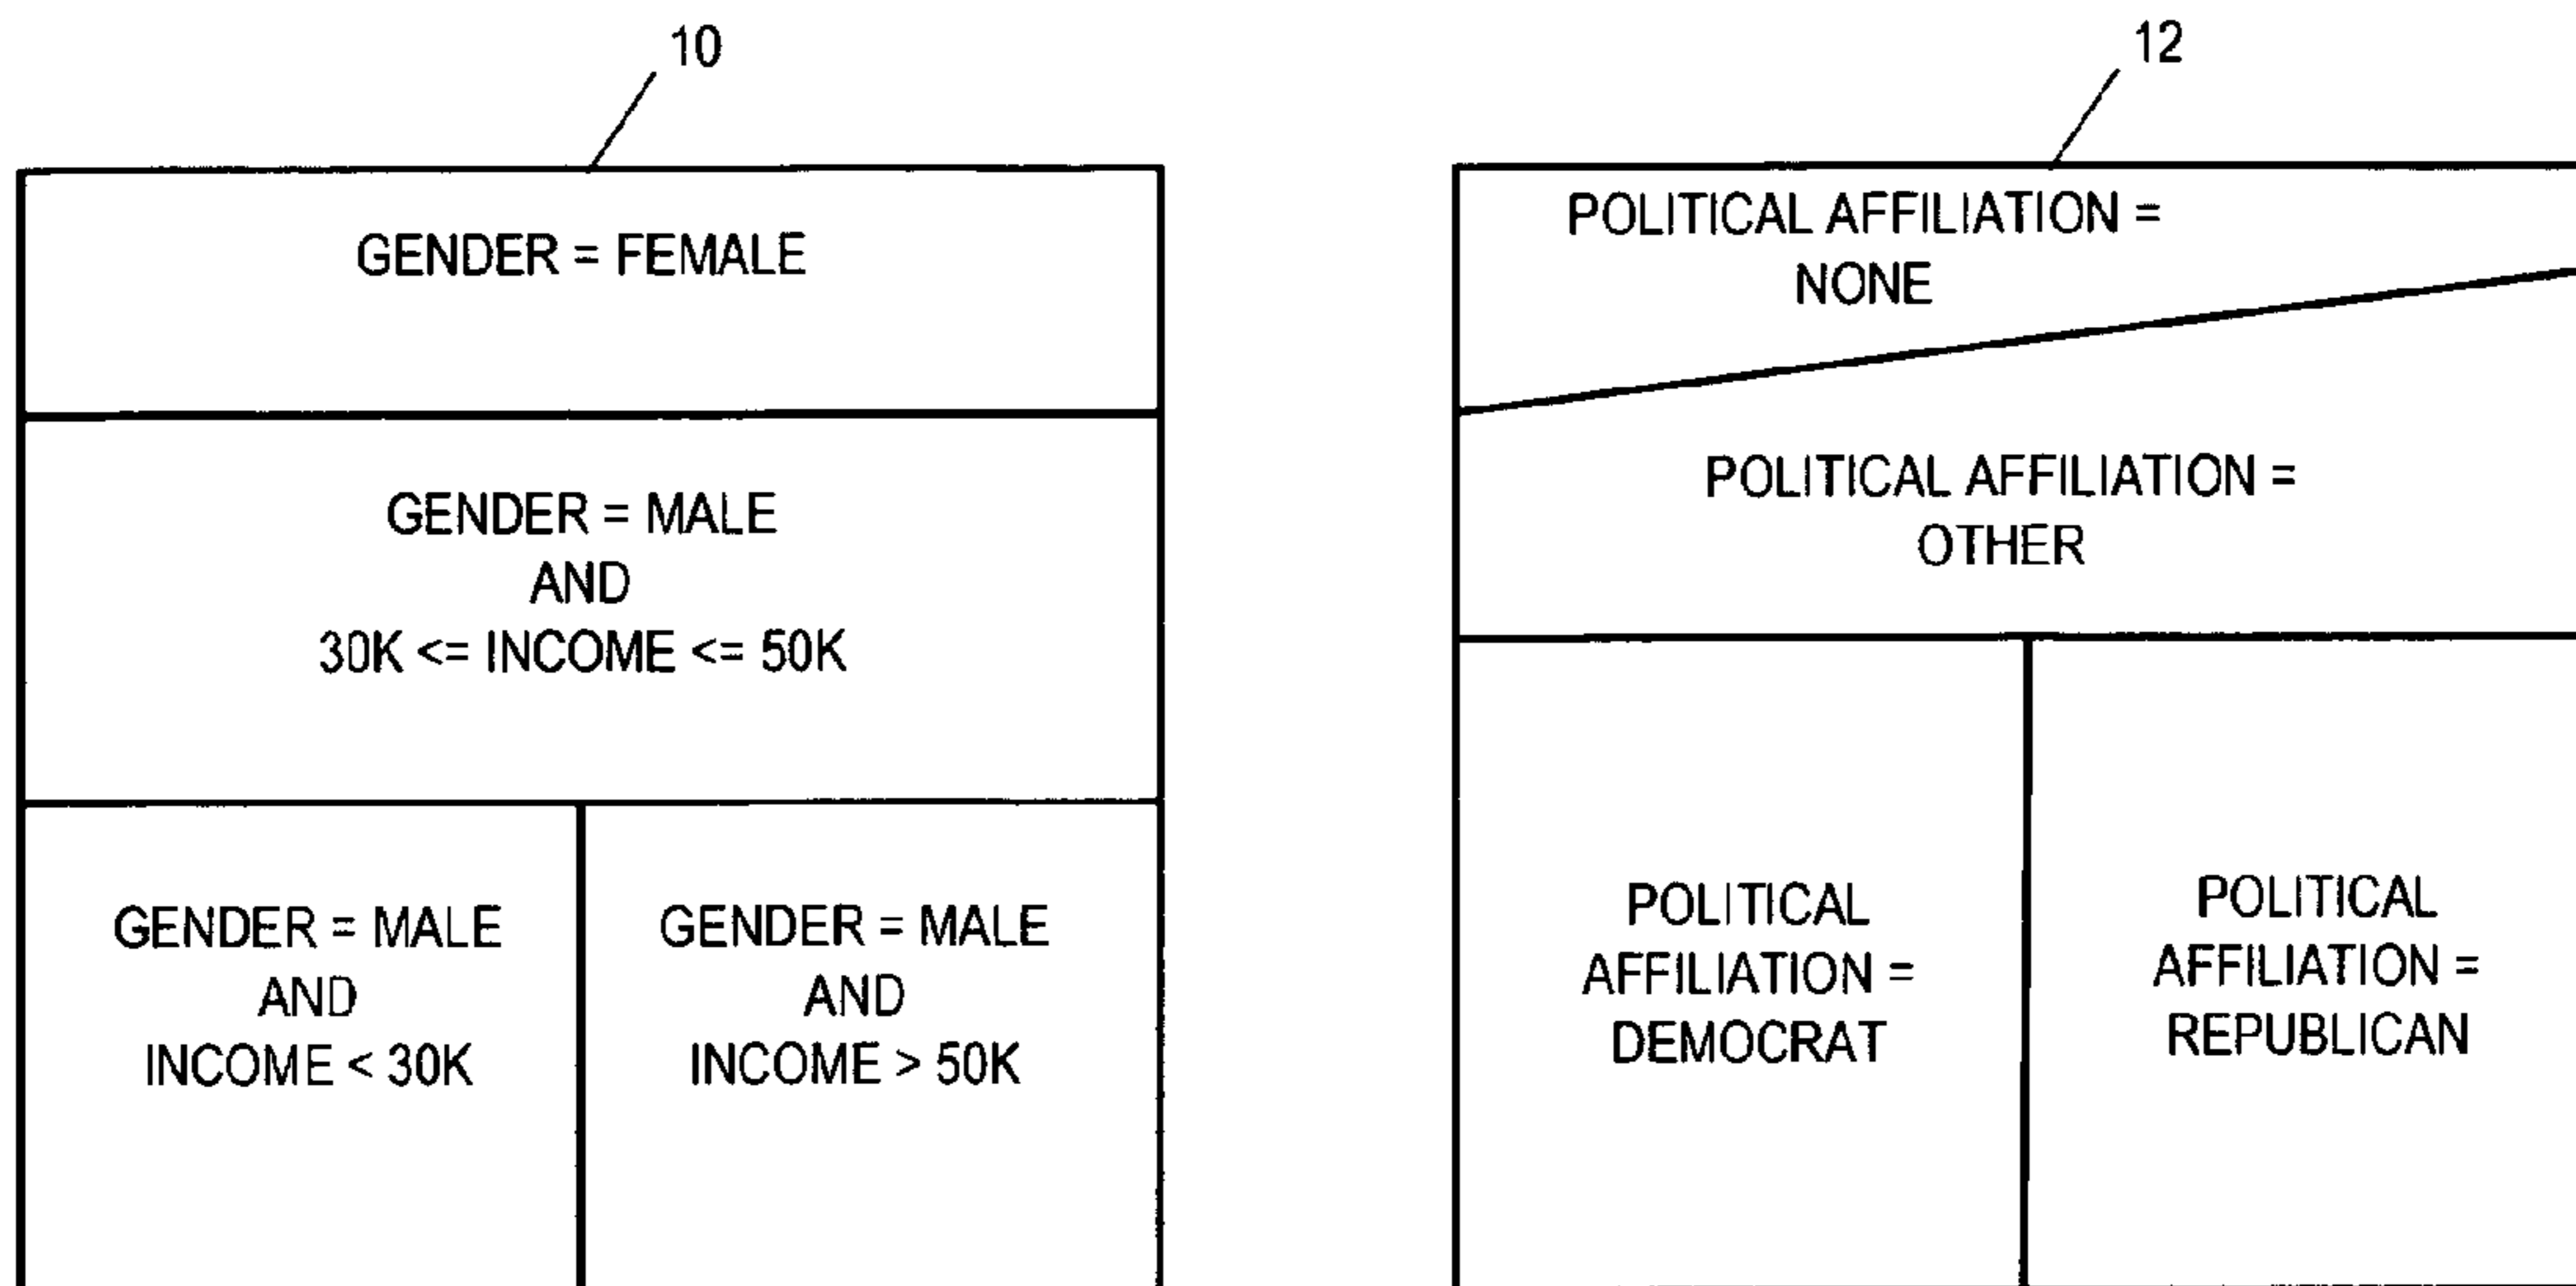 10
GENDER = FEMALE
GENDER = MALE
AND
30K <= INCOME <= 50K
GENDER = MALE
AND
INCOME < 30K
GENDER = MALE
AND
INCOME > 50K
12
POLITICAL AFFILIATION =
NONE
POLITICAL AFFILIATION =
OTHER
POLITICAL
AFFILIATION =
DEMOCRAT
POLITICAL
AFFILIATION =
REPUBLICAN